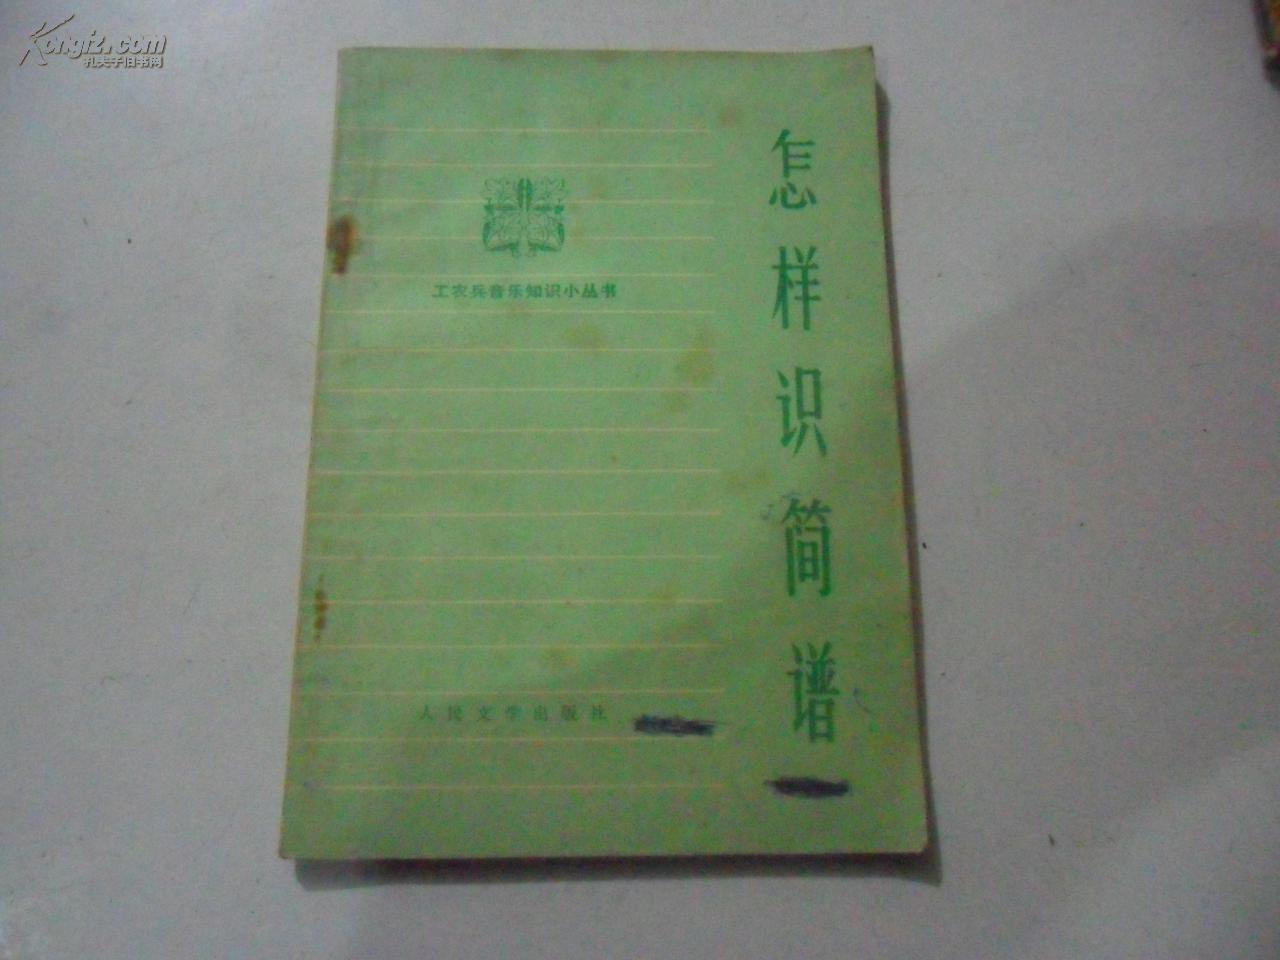 Kongfz.com
孔夫子旧书网
怎样识简谱
工农兵音乐知识小丛书
人民文学出版社